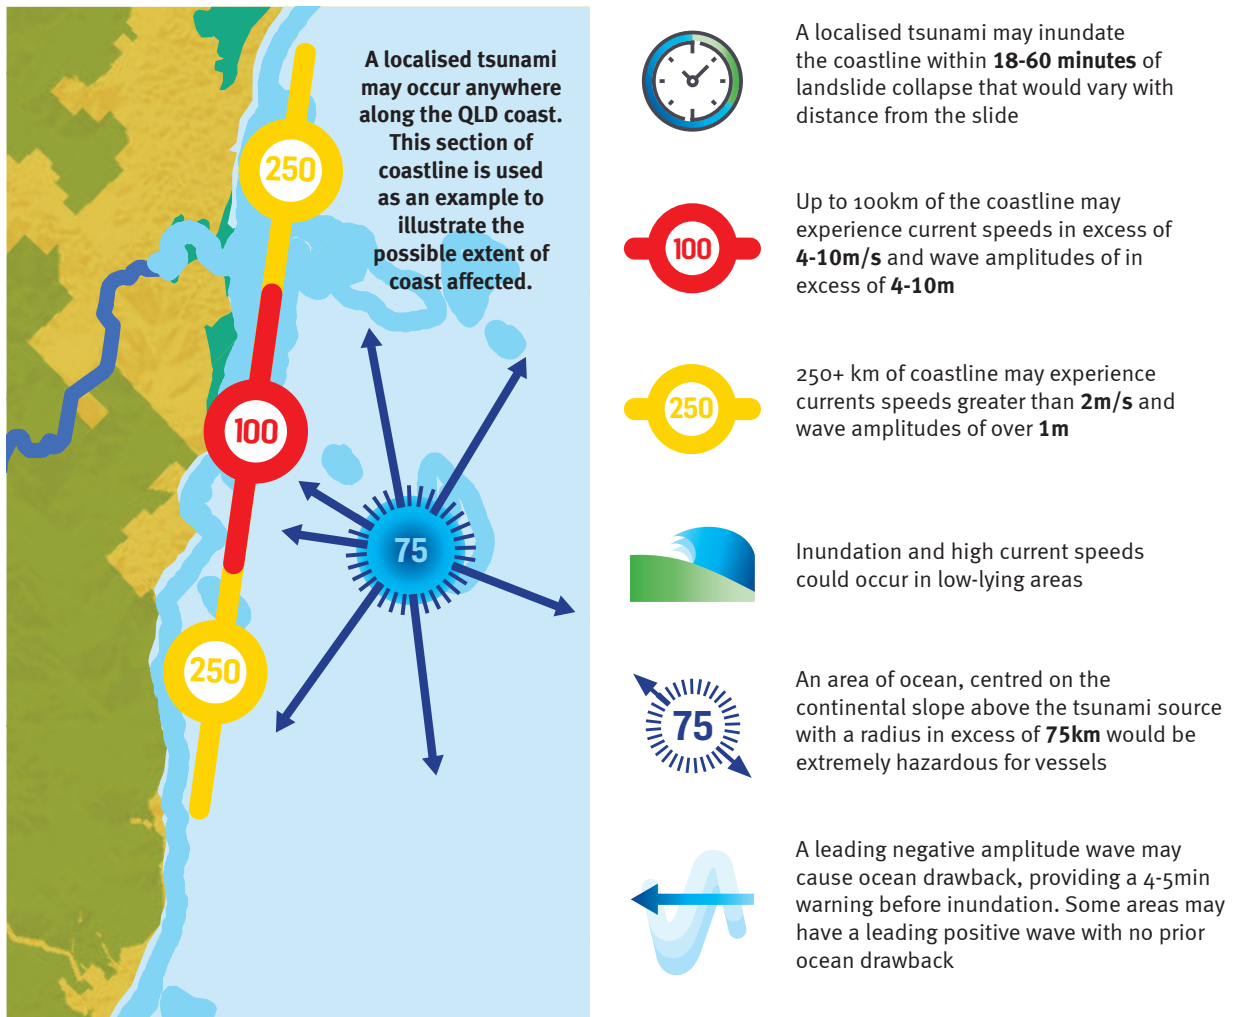 A localised tsunami
may occur anywhere
along the QLD coast.
This section of
coastline is used
as an example to
illustrate the
possible extent of
coast affected.
250
100
75
250
A localised tsunami may inundate
the coastline within 18-60 minutes of
landslide collapse that would vary with
distance from the slide
100
Up to 100km of the coastline may
experience current speeds in excess of
4-10m/s and wave amplitudes of in
excess of 4-10m
250
250+ km of coastline may experience
currents speeds greater than 2m/s and
wave amplitudes of over 1m
Inundation and high current speeds
could occur in low-lying areas
75
An area of ocean, centred on the
continental slope above the tsunami source
with a radius in excess of 75km would be
extremely hazardous for vessels
A leading negative amplitude wave may
cause ocean drawback, providing a 4-5min
warning before inundation. Some areas may
have a leading positive wave with no prior
ocean drawback